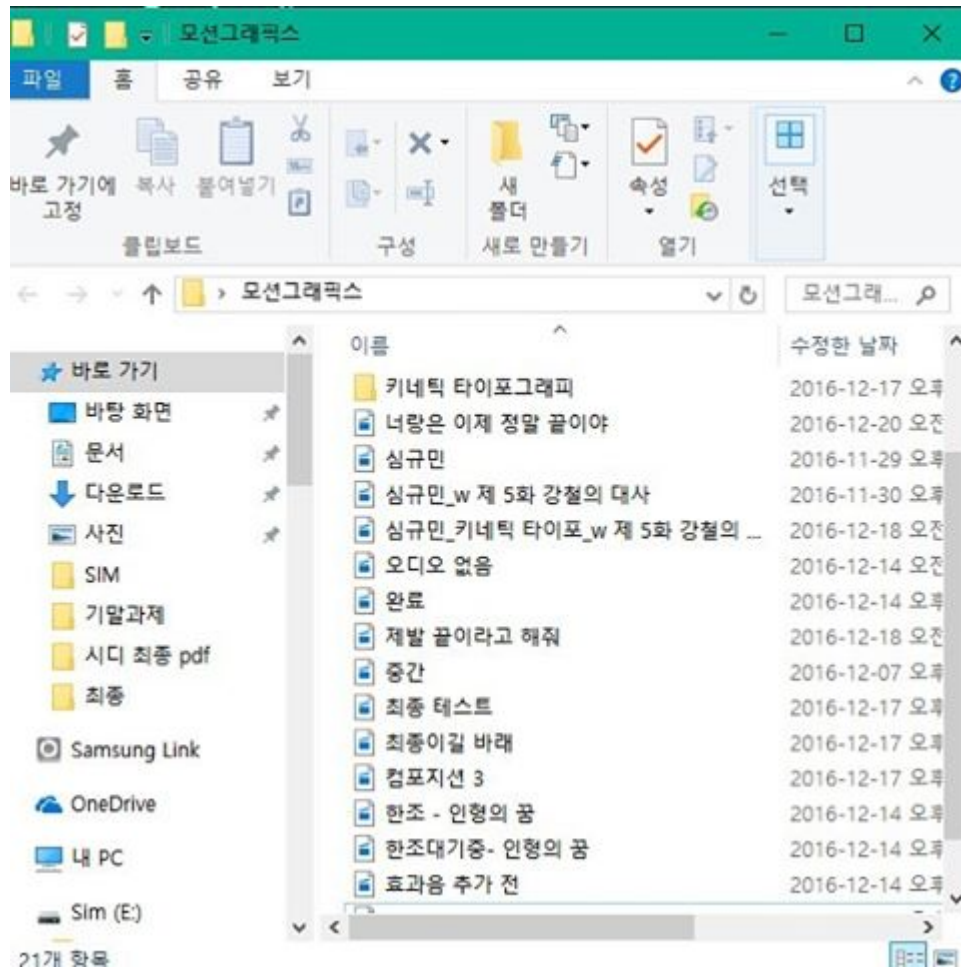 모션그래픽스
파일 홈 공유 보기
바로 가기에 고정 복사 붙여넣기 새 폴더 속성 선택
클립보드 구성 새로 만들기 열기
모션그래픽스 모션그래...
이름 수정한 날짜
바로 가기
바탕 화면
문서
다운로드
사진
SIM
기말과제
시디 최종 pdf
최종
Samsung Link
OneDrive
내 PC
Sim (E:)
키네틱 타이포그래피 2016-12-17 오후
너랑은 이제 정말 끝이야 2016-12-20 오전
심규민 2016-11-29 오후
심규민_w 제 5화 강철의 대사 2016-11-30 오후
심규민_키네틱 타이포_w 제 5화 강철의 ... 2016-12-18 오전
오디오 없음 2016-12-14 오전
완료 2016-12-14 오후
제발 끝이라고 해줘 2016-12-18 오전
중간 2016-12-07 오후
최종 테스트 2016-12-17 오후
최종이길 바래 2016-12-17 오후
컴포지션 3 2016-12-17 오후
한조 - 인형의 꿈 2016-12-14 오후
한조대기중- 인형의 꿈 2016-12-14 오후
효과음 추가 전 2016-12-14 오후
21개 항목